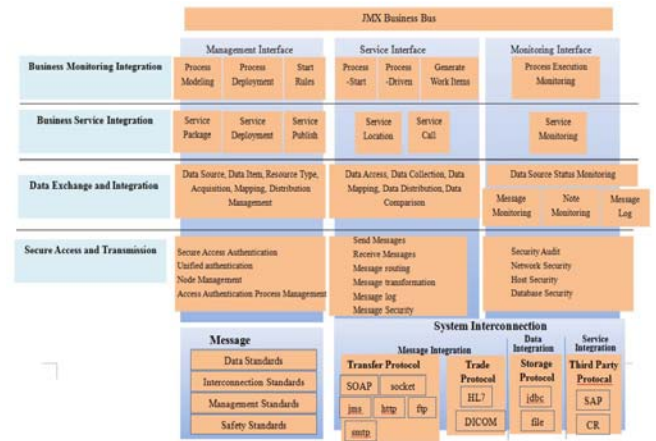 JMX Business Bus
Management Interface
Service Interface
Monitoring Interface
Business Monitoring Integration
Process
Modeling
Process
Deployment
Start
Rules
Process
-Start
Process
-Driven
Generate
Work Items
Process Execution
Monitoring
Business Service Integration
Service
Package
Service
Deployment
Service
Publish
Service
Location
Service
Call
Service
Monitoring
Data Exchange and Integration
Data Source, Data Item, Resource Type,
Acquisition, Mapping, Distribution
Management
Data Access, Data Collection, Data
Mapping, Data Distribution, Data
Comparison
Data Source Status Monitoring
Message
Monitoring
Note
Monitoring
Message
Log
Secure Access and Transmission
Secure Access Authentication
Unified authentication
Node Management
Access Authentication Process Management
Send Messages
Receive Messages
Message routing
Message transformation
Message log
Message Security
Security Audit
Network Security
Host Security
Database Security
Message
Data Standards
Interconnection Standards
Management Standards
Safety Standards
System Interconnection
Message Integration
Data
Integration
Service
Integration
Transfer Protocol
SOAP
socket
jms
http
ftp
smtp
Trade
Protocol
HL7
DICOM
Storage
Protocol
jdbc
file
Third Party
Protocal
SAP
CR